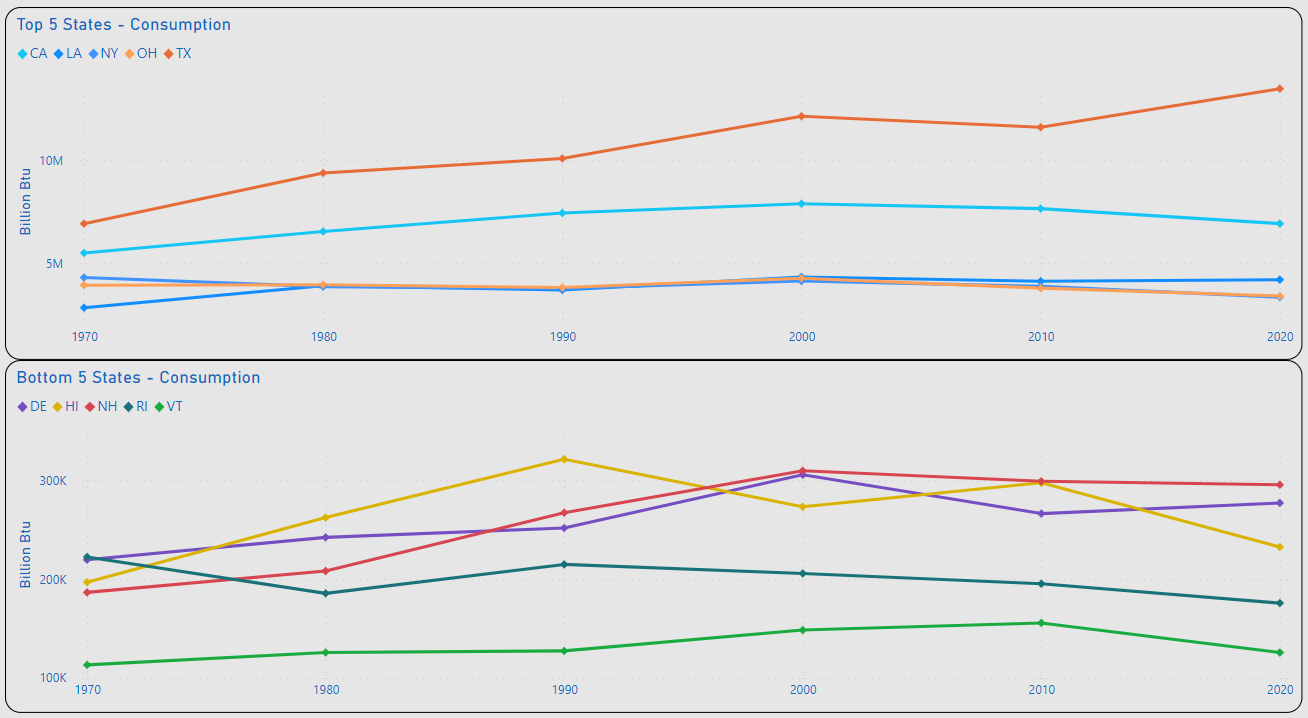 Top 5 States - Consumption
CA LA NY OH TX
Billion Btu
10M
5M
1970 1980 1990 2000 2010 2020
Bottom 5 States - Consumption
DE HI NH RI VT
Billion Btu
300K
200K
100K
1970 1980 1990 2000 2010 2020